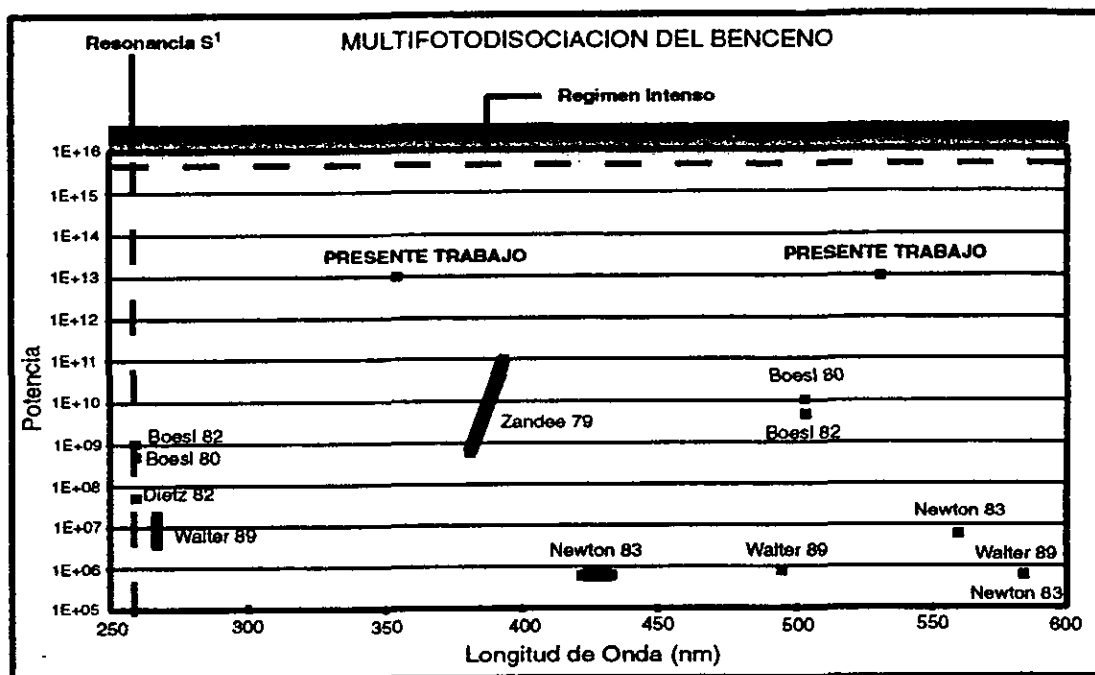 Resonancia S¹
MULTIFOTODISOCIACION DEL BENCENO
Regimen Intenso
1E+16
1E+15
1E+14
PRESENTE TRABAJO
PRESENTE TRABAJO
1E+13
1E+12
1E+11
Boesl 80
1E+10
Zandee 79
Boesl 82
Boesl 82
1E+09
Boesl 80
1E+08
Dietz 82
Newton 83
1E+07
Walter 89
Newton 83
Walter 89
Walter 89
1E+06
Newton 83
1E+05
Potencia
250 300 350 400 450 500 550 600
Longitud de Onda (nm)